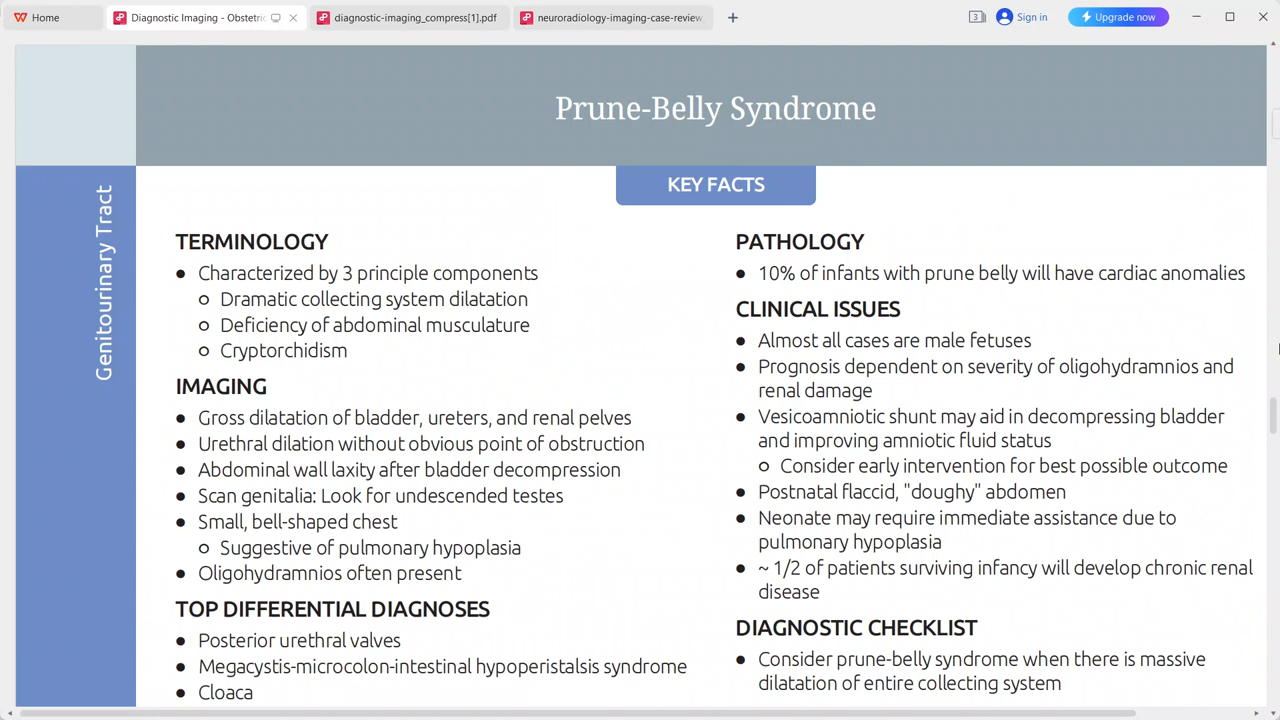 Home
Diagnostic Imaging - Obstetri
diagnostic-imaging_compress[1].pdf
neuroradiology-imaging-case-review
3
Sign in
Upgrade now
Prune-Belly Syndrome
KEY FACTS
Genitourinary Tract
TERMINOLOGY
• Characterized by 3 principle components
○ Dramatic collecting system dilatation
○ Deficiency of abdominal musculature
○ Cryptorchidism
IMAGING
• Gross dilatation of bladder, ureters, and renal pelves
• Urethral dilation without obvious point of obstruction
• Abdominal wall laxity after bladder decompression
• Scan genitalia: Look for undescended testes
• Small, bell-shaped chest
○ Suggestive of pulmonary hypoplasia
• Oligohydramnios often present
TOP DIFFERENTIAL DIAGNOSES
• Posterior urethral valves
• Megacystis-microcolon-intestinal hypoperistalsis syndrome
• Cloaca
PATHOLOGY
• 10% of infants with prune belly will have cardiac anomalies
CLINICAL ISSUES
• Almost all cases are male fetuses
• Prognosis dependent on severity of oligohydramnios and
renal damage
• Vesicoamniotic shunt may aid in decompressing bladder
and improving amniotic fluid status
○ Consider early intervention for best possible outcome
• Postnatal flaccid, "doughy" abdomen
• Neonate may require immediate assistance due to
pulmonary hypoplasia
• ~ 1/2 of patients surviving infancy will develop chronic renal
disease
DIAGNOSTIC CHECKLIST
• Consider prune-belly syndrome when there is massive
dilatation of entire collecting system